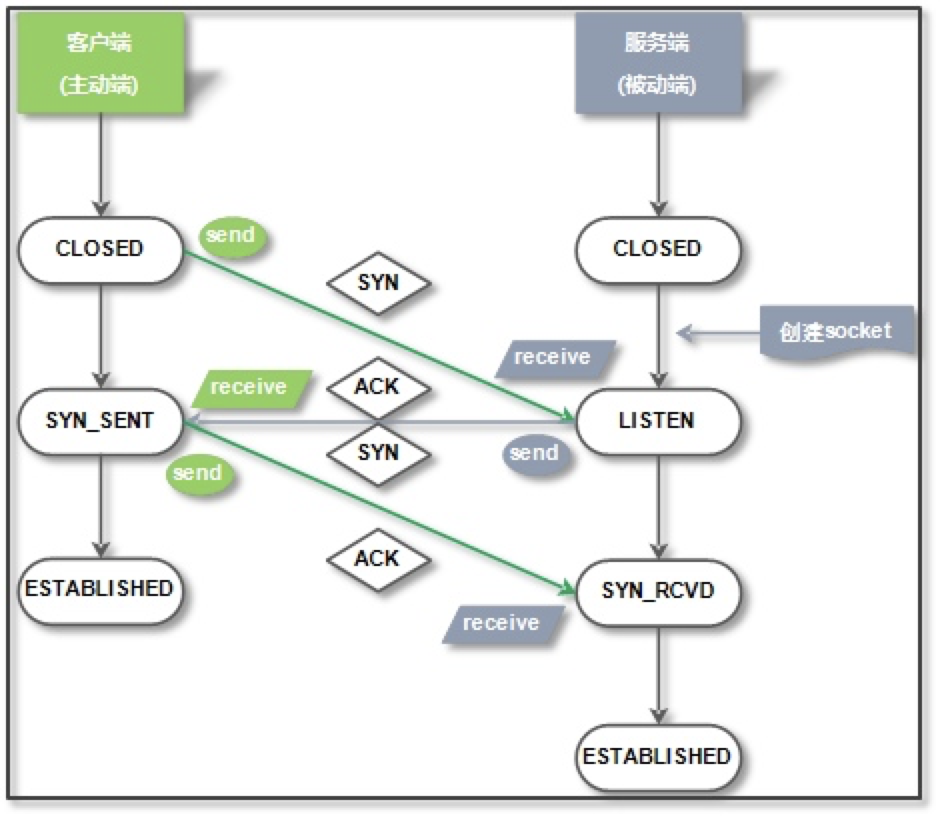 客户端
(主动端)
服务端
(被动端)
CLOSED
send
SYN
CLOSED
创建socket
receive
receive
ACK
SYN_SENT
LISTEN
send
SYN
send
ACK
ESTABLISHED
SYN_RCVD
receive
ESTABLISHED